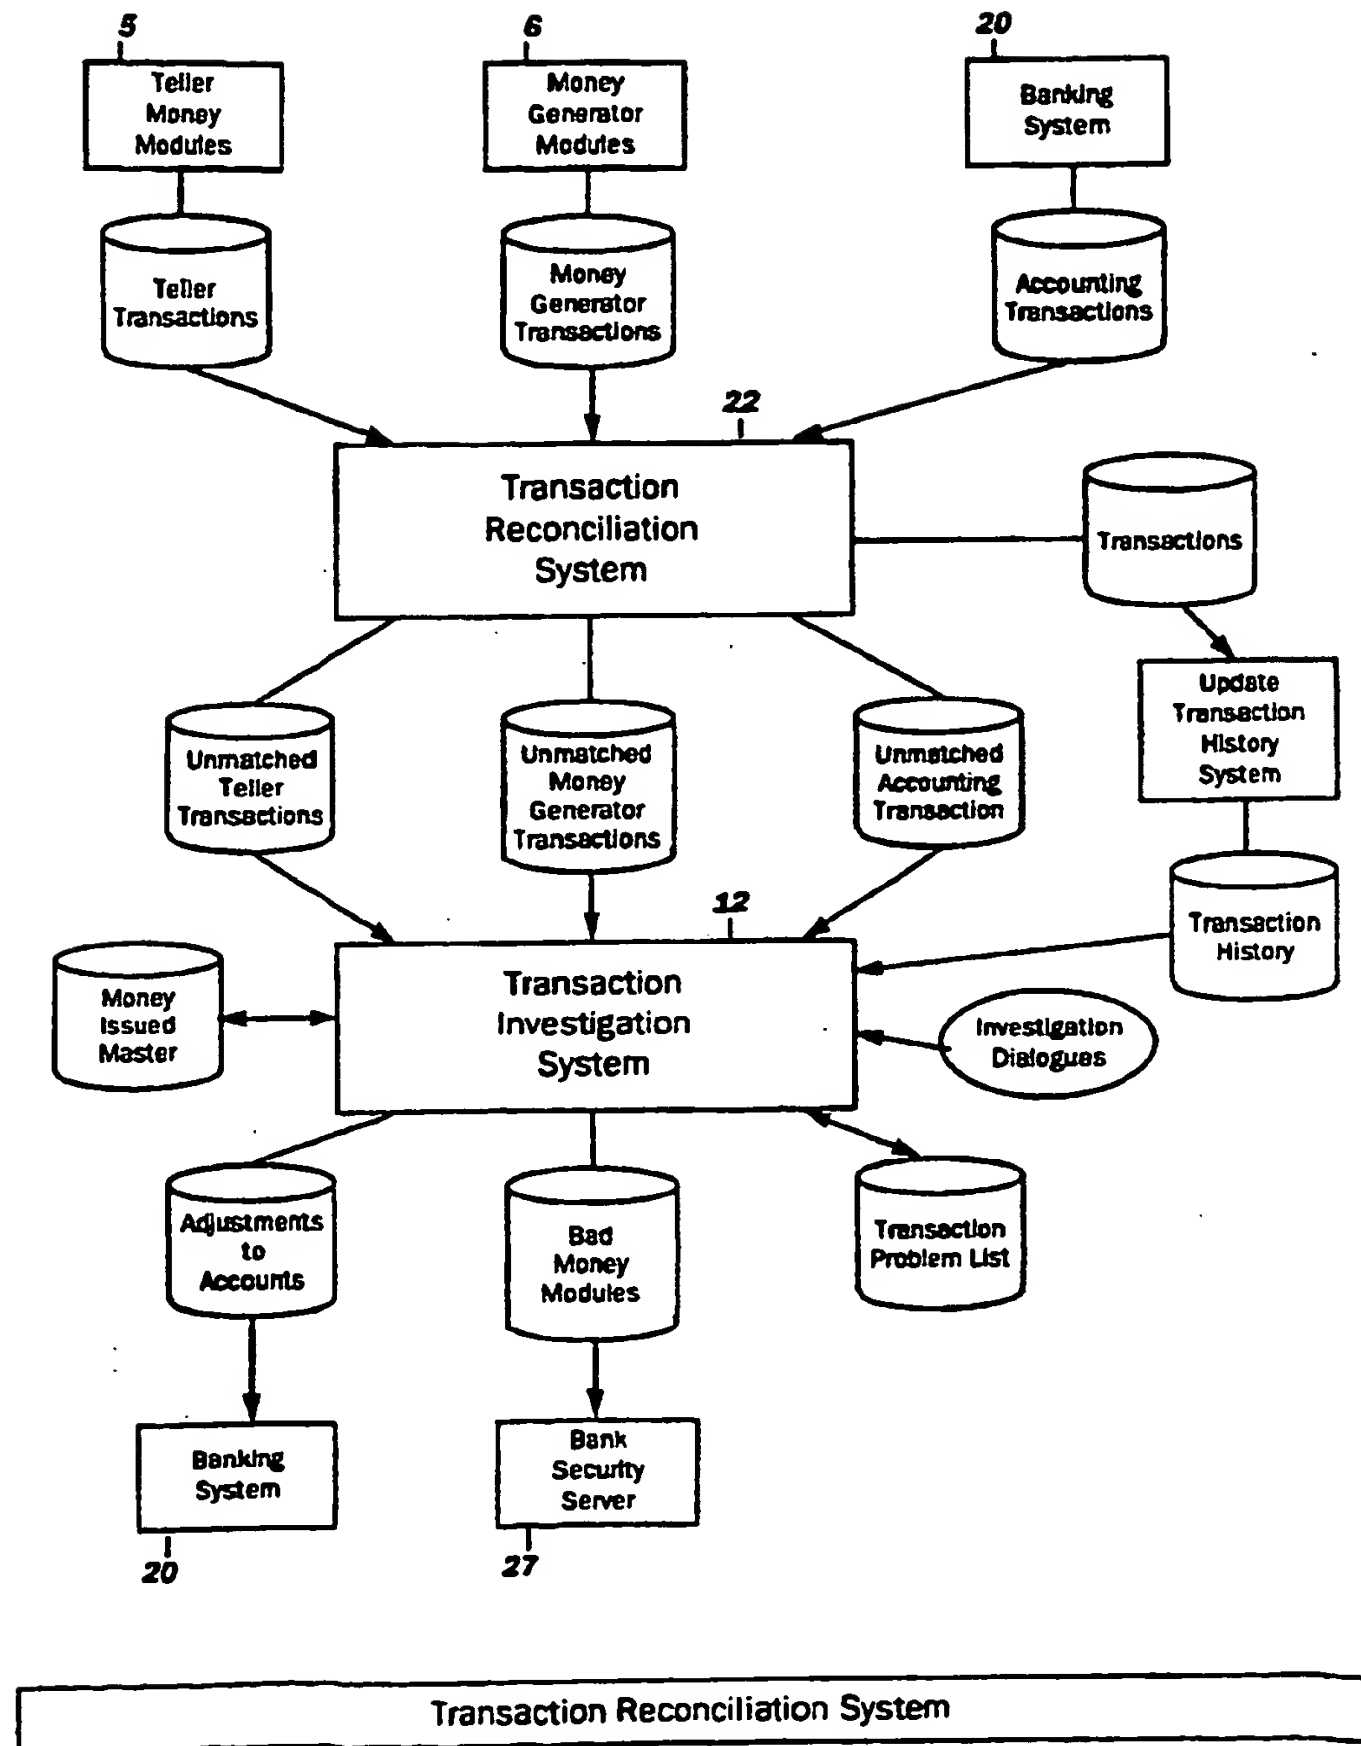 5
6
20
Teller
Money
Modules
Money
Generator
Modules
Banking
System
Teller
Transactions
Money
Generator
Transactions
Accounting
Transactions
22
Transaction
Reconciliation
System
Transactions
Update
Transaction
History
System
Unmatched
Teller
Transactions
Unmatched
Money
Generator
Transactions
Unmatched
Accounting
Transaction
12
Transaction
History
Money
Issued
Master
Transaction
Investigation
System
Investigation
Dialogues
Adjustments
to
Accounts
Bad
Money
Modules
Transaction
Problem List
Banking
System
Bank
Security
Server
20
27
Transaction Reconciliation System